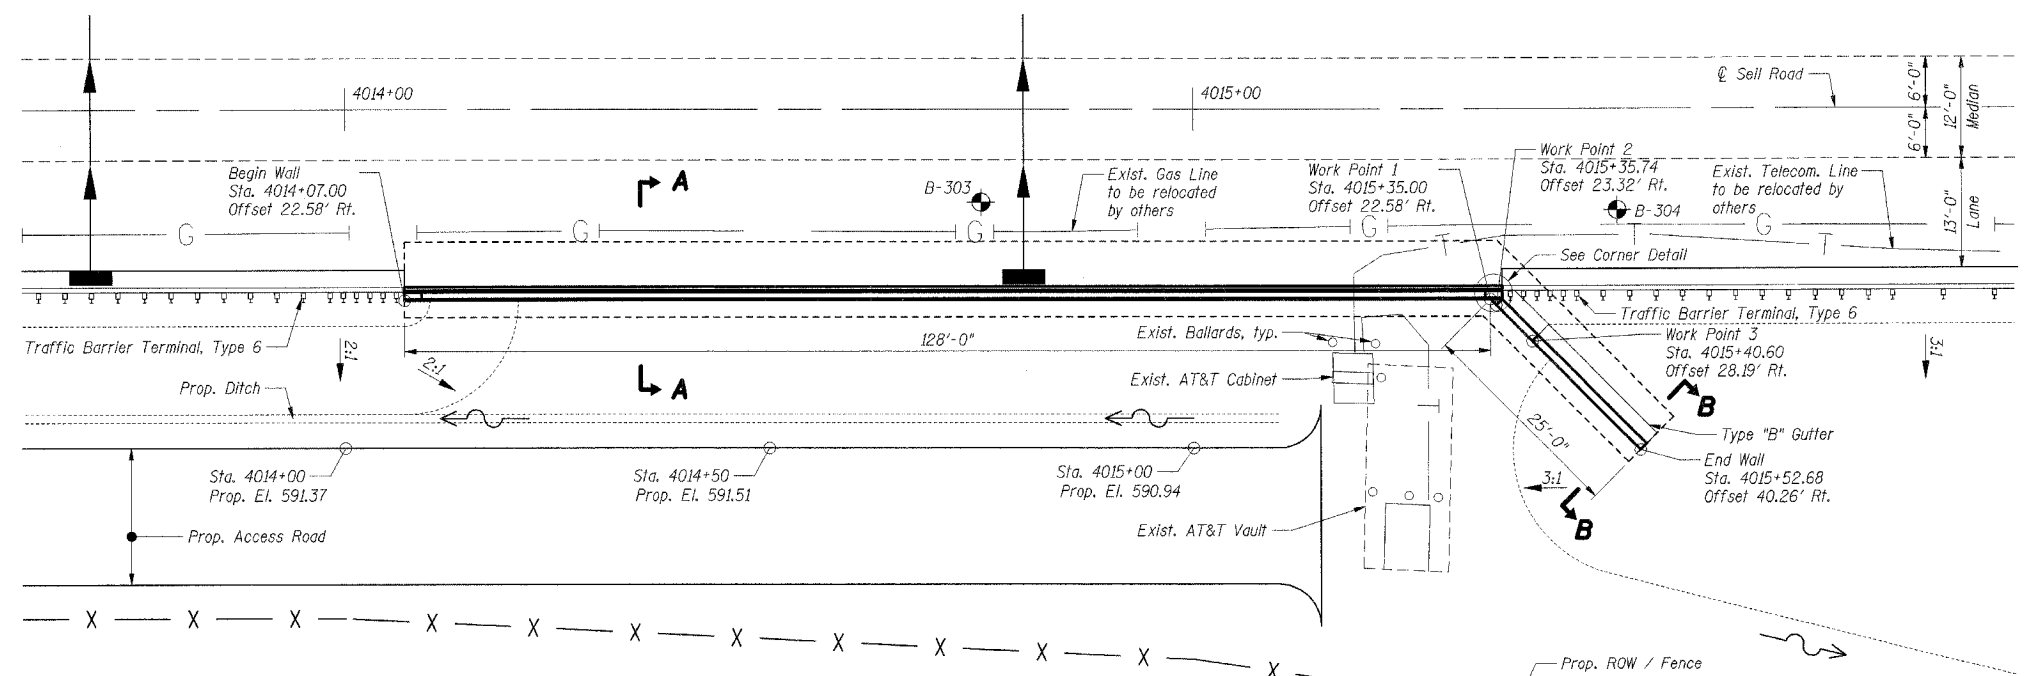 ℄ Seil Road
6'-0"
12'-0"
Median
6'-0"
13'-0"
Lane
4014+00
4015+00
Begin Wall
Sta. 4014+07.00
Offset 22.58' Rt.
A
B-303
Exist. Gas Line
to be relocated
by others
Work Point 1
Sta. 4015+35.00
Offset 22.58' Rt.
Work Point 2
Sta. 4015+35.74
Offset 23.32' Rt.
Exist. Telecom. Line
to be relocated by
others
B-304
G
G
G
G
G
T
T
T
See Corner Detail
Traffic Barrier Terminal, Type 6
2:1
2:1
128'-0"
Exist. Ballards, typ.
Traffic Barrier Terminal, Type 6
Work Point 3
Sta. 4015+40.60
Offset 28.19' Rt.
3:1
Prop. Ditch
A
Exist. AT&T Cabinet
B
25'-0"
Type "B" Gutter
T
Sta. 4014+00
Prop. El. 591.37
Sta. 4014+50
Prop. El. 591.51
Sta. 4015+00
Prop. El. 590.94
End Wall
Sta. 4015+52.68
Offset 40.26' Rt.
3:1
B
Prop. Access Road
Exist. AT&T Vault
X X X X X X X X X X X X
Prop. ROW / Fence